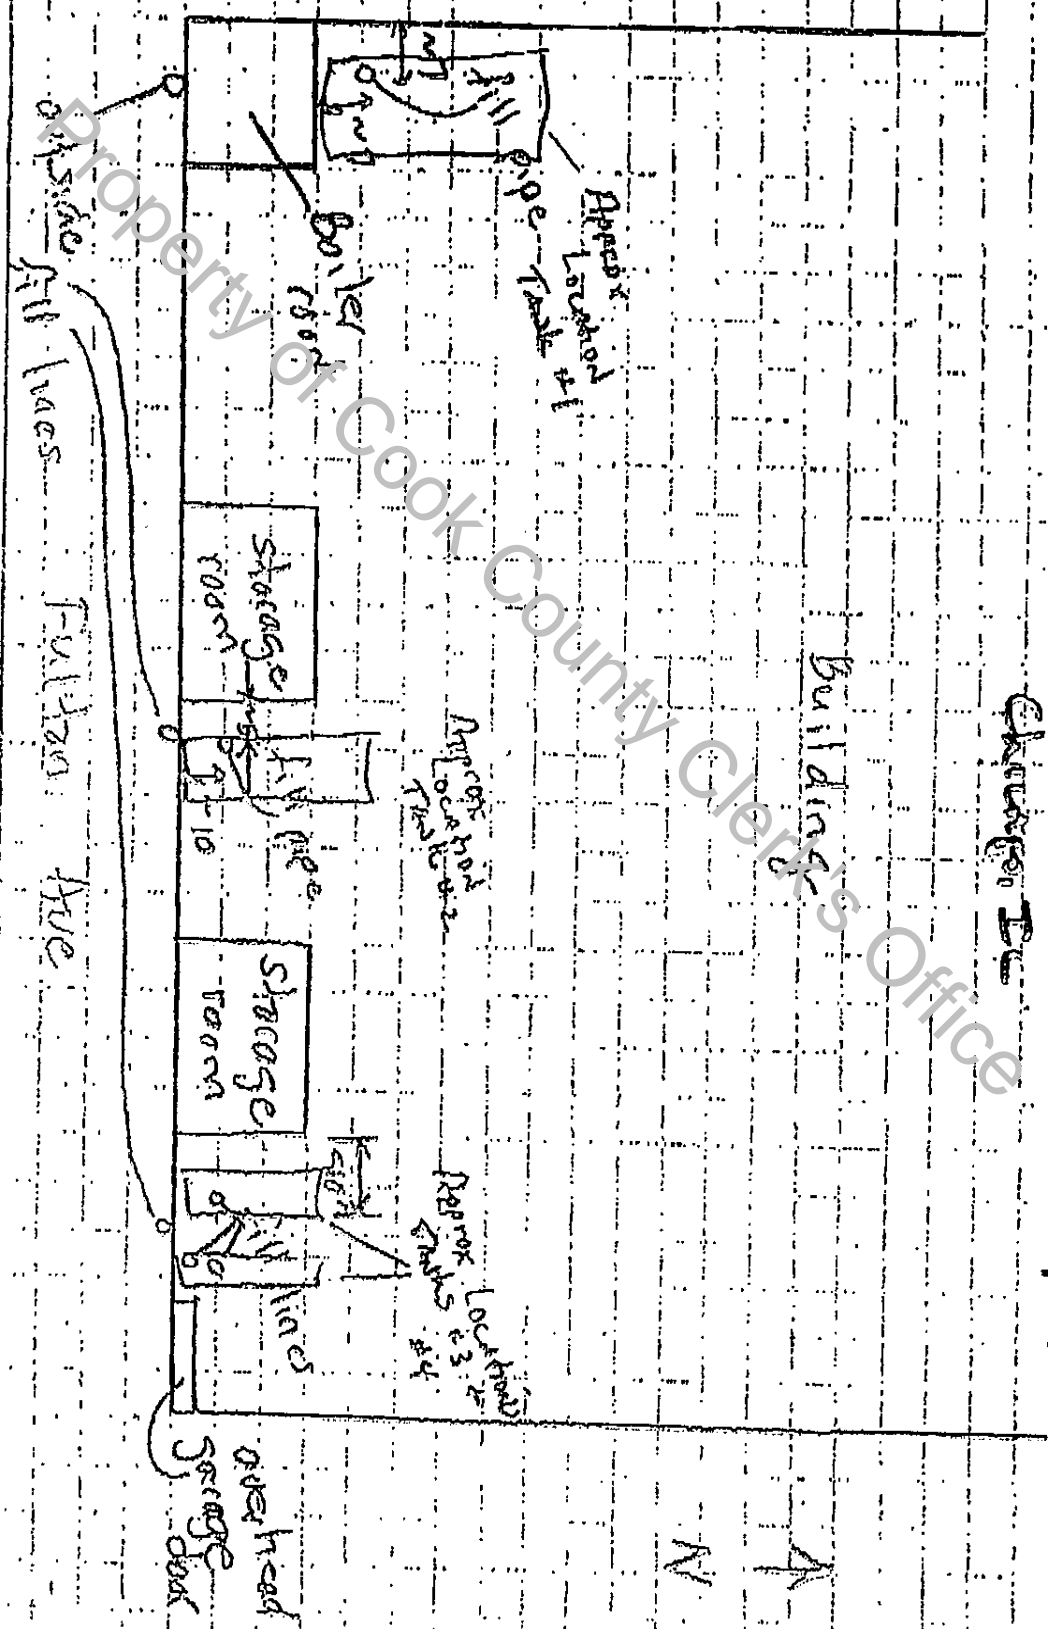 Chicago, IL
Building
N
Approx
Location
Tank #1
fill
pipe
Boiler
room
storage
room
Approx
Location
Tank #2
fill pipe
storage
room
Approx Location
Tanks #3 &
#4
fill
lines
overhead
garage
door
outside
fill lines
Fulton Ave
Property of Cook County Clerk's Office